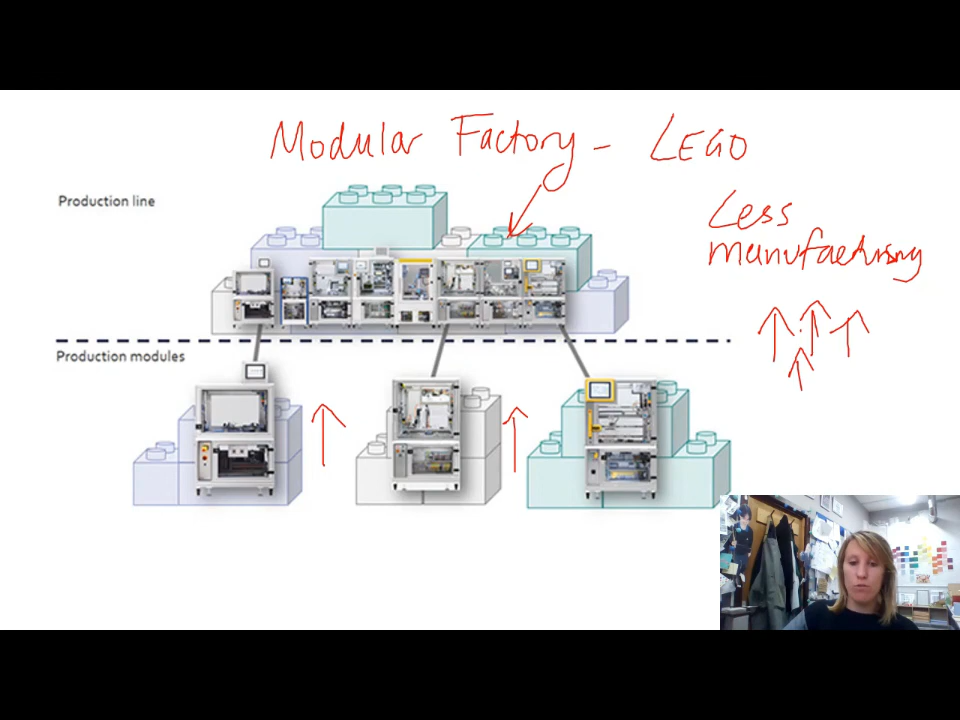 Modular Factory - LEGO
Production line
Less
manufacturing
Production modules